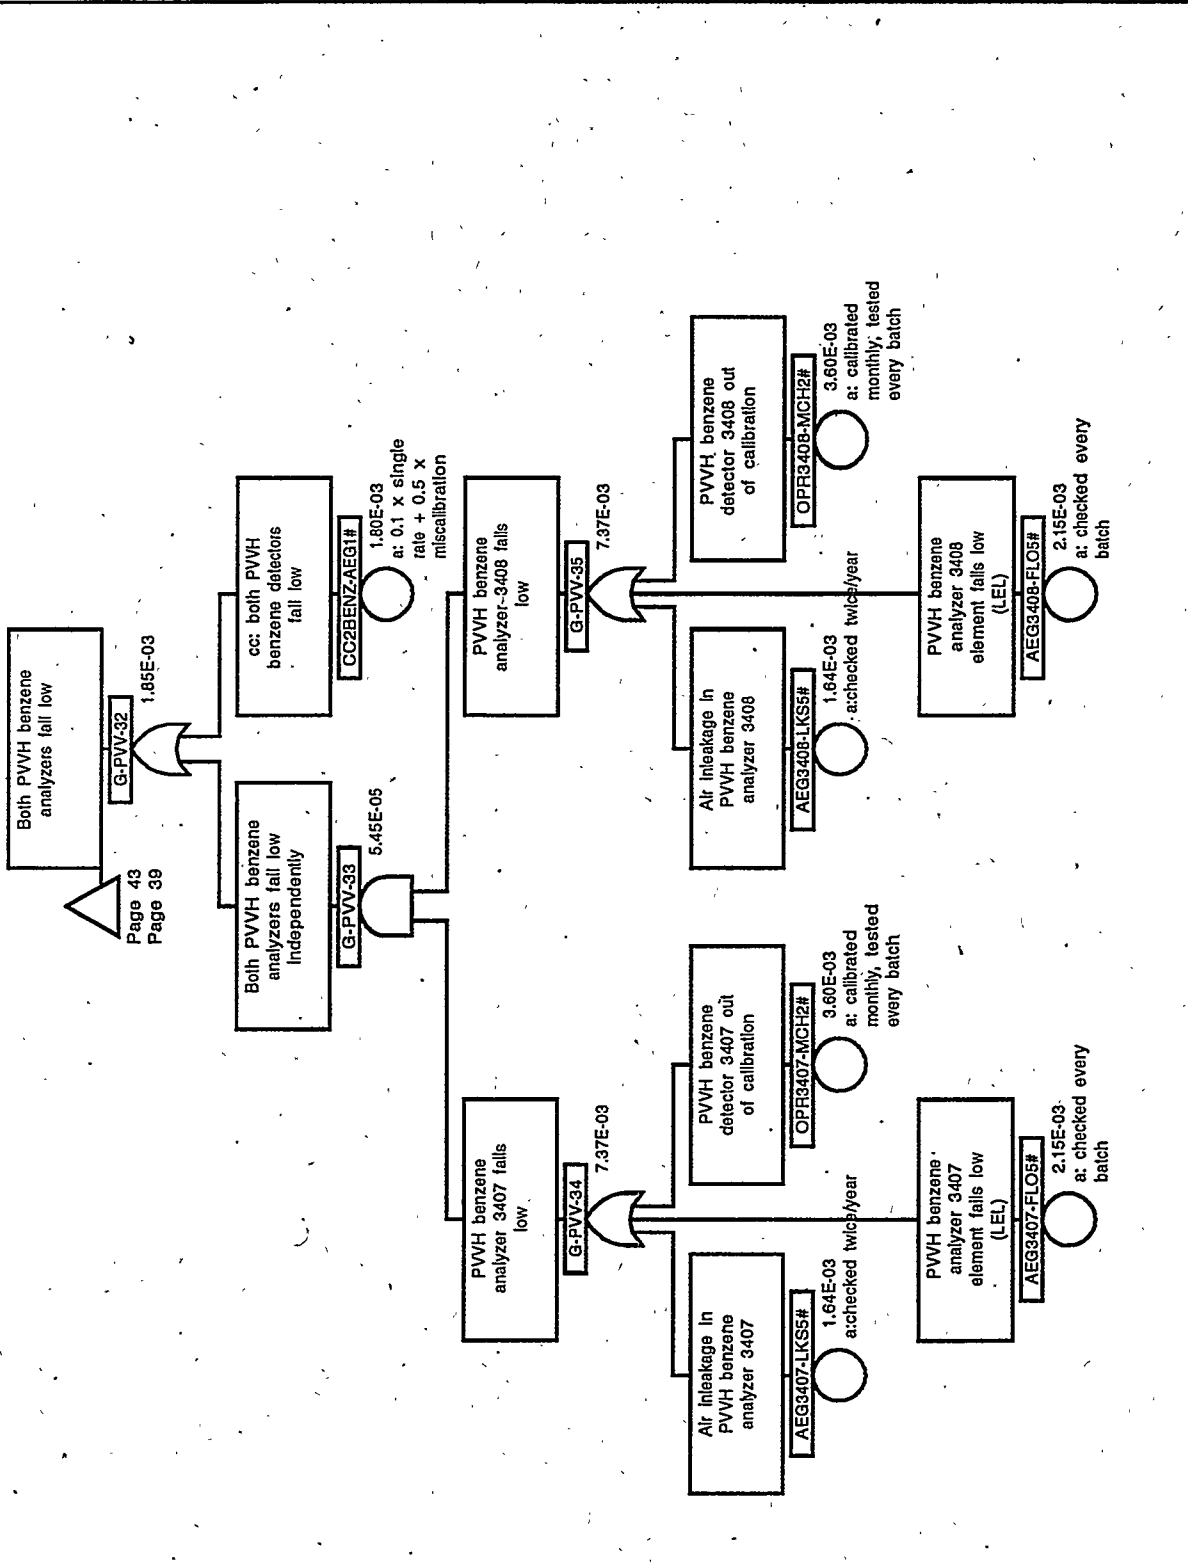 Both PVVH benzene
analyzers fail low
G-PVV-32
1.85E-03
Page 43
Page 39
Both PVVH benzene
analyzers fail low
Independently
G-PVV-33
5.45E-05
cc: both PVVH
benzene detectors
fail low
CC2BENZ-AEG1#
1.80E-03
a: 0.1 x single
rate + 0.5 x
miscalibration
PVVH benzene
analyzer 3407 fails
low
G-PVV-34
7.37E-03
PVVH benzene
analyzer-3408 fails
low
G-PVV-35
7.37E-03
Air Inleakage In
PVVH benzene
analyzer 3407
AEG3407-LKS5#
1.64E-03
a:checked twice/year
PVVH benzene
detector 3407 out
of calibration
OPR3407-MCH2#
3.60E-03
a: calibrated
monthly, tested
every batch
Air Inleakage In
PVVH benzene
analyzer 3408
AEG3408-LKS5#
1.64E-03
a:checked twice/year
PVVH benzene
detector 3408 out
of calibration
OPR3408-MCH2#
3.60E-03
a: calibrated
monthly, tested
every batch
PVVH benzene
analyzer 3407
element fails low
(LEL)
AEG3407-FLO5#
2.15E-03
a: checked every
batch
PVVH benzene
analyzer 3408
element fails low
(LEL)
AEG3408-FLO5#
2.15E-03
a: checked every
batch